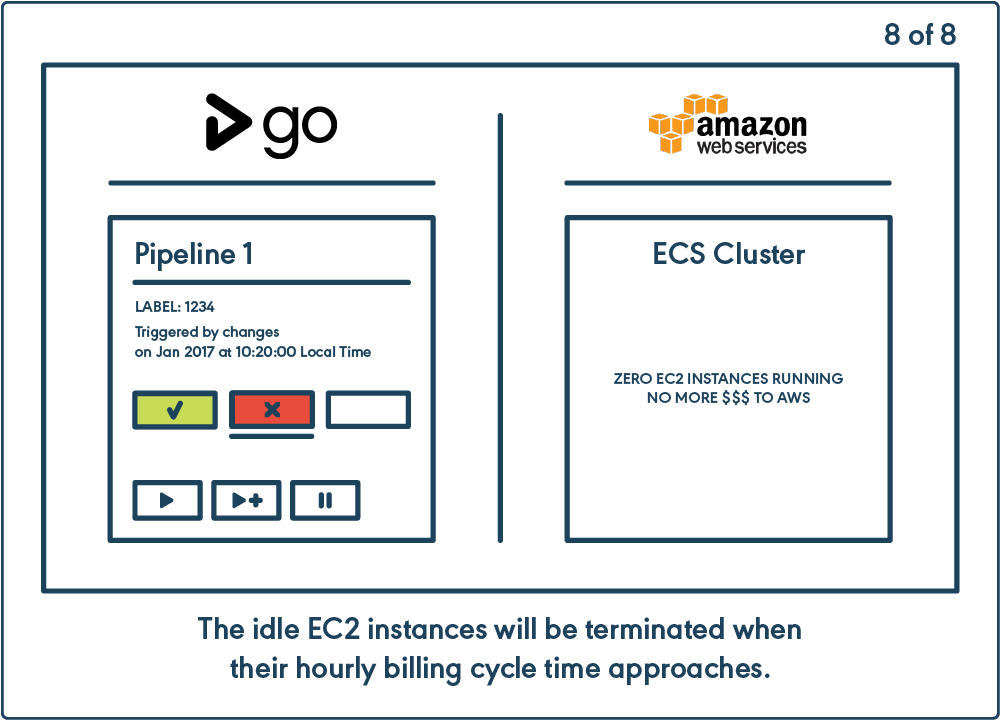 8 of 8
go
amazon
web services
Pipeline 1
LABEL: 1234
Triggered by changes
on Jan 2017 at 10:20:00 Local Time
ECS Cluster
ZERO EC2 INSTANCES RUNNING
NO MORE $$$ TO AWS
The idle EC2 instances will be terminated when
their hourly billing cycle time approaches.